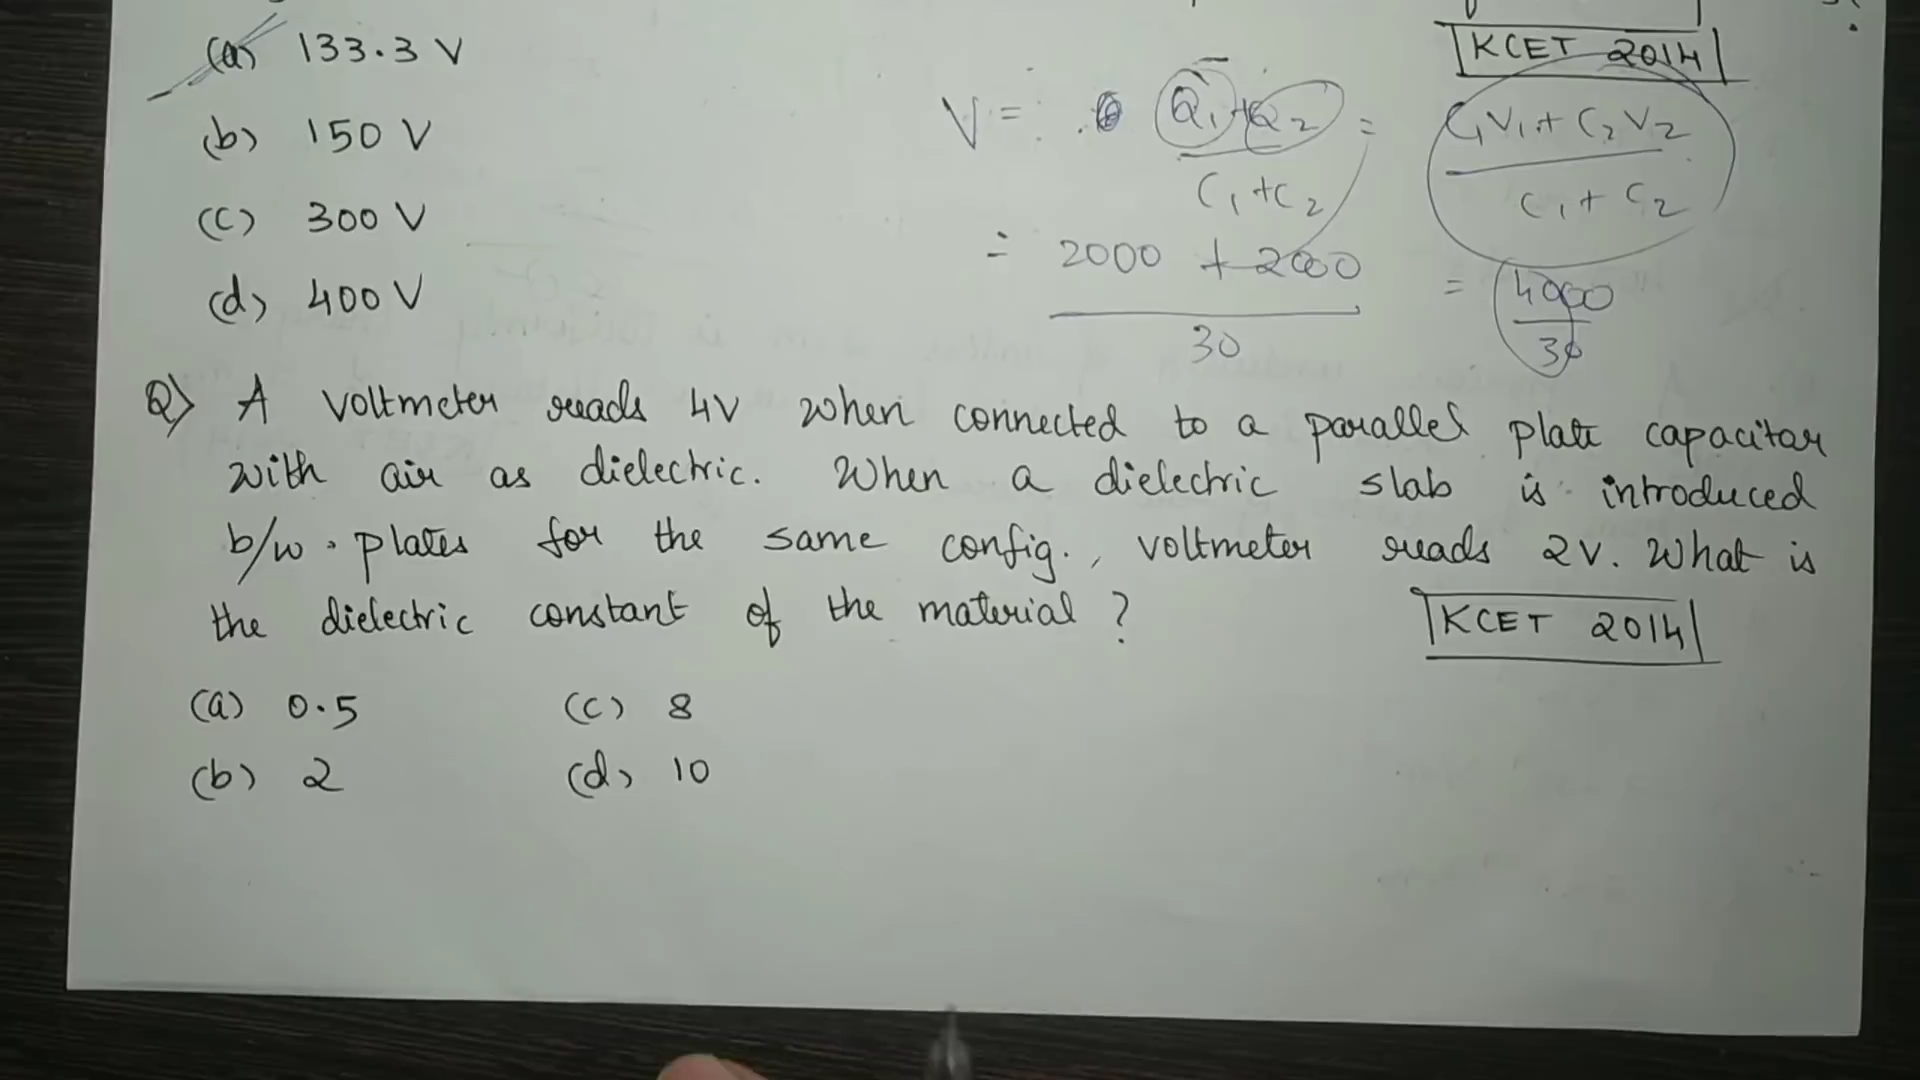 KCET 2014
(a) 133.3 V
(b) 150 V
(c) 300 V
(d) 400 V
V = Q1+Q2 / C1+C2 = C1V1+C2V2 / C1+C2
= 2000 + 2000 / 30 = 4000 / 30
Q) A voltmeter reads 4V when connected to a parallel plate capacitor
with air as dielectric. When a dielectric slab is introduced
b/w plates for the same config., voltmeter reads 2V. What is
the dielectric constant of the material ?
KCET 2014
(a) 0.5 (c) 8
(b) 2 (d) 10